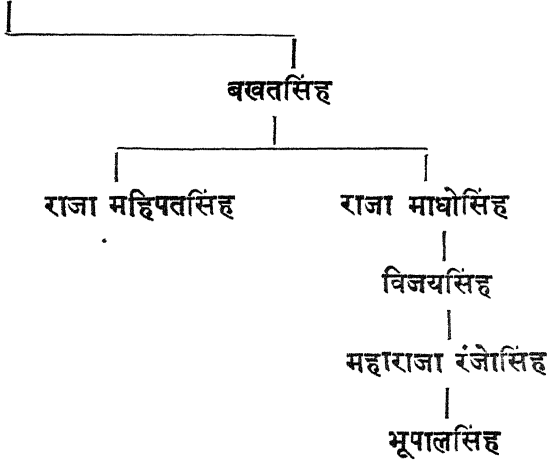 बखतसिंह
राजा महिपतसिंह राजा माधोसिंह
विजयसिंह
महाराजा रंजोसिंह
भूपालसिंह